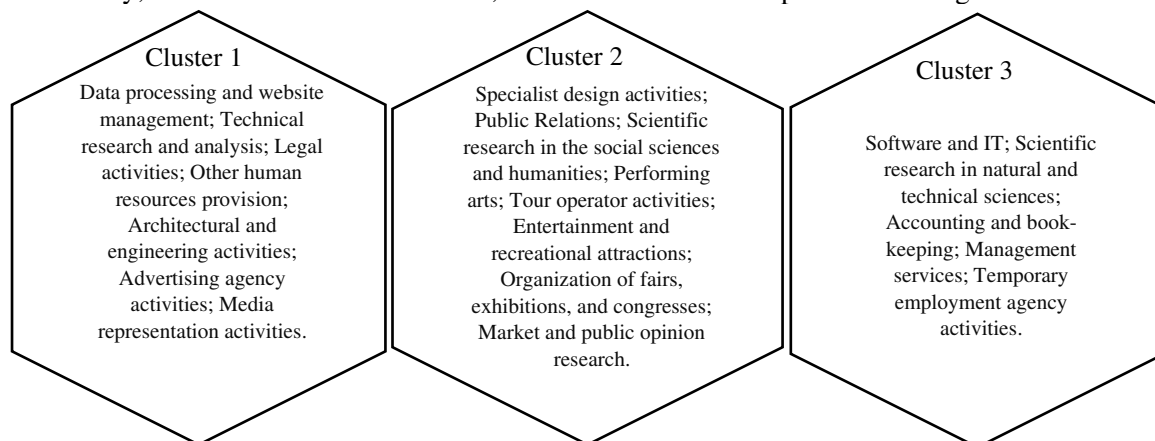 Cluster 1
Data processing and website
management; Technical
research and analysis; Legal
activities; Other human
resources provision;
Architectural and
engineering activities;
Advertising agency
activities; Media
representation activities.
Cluster 2
Specialist design activities;
Public Relations; Scientific
research in the social sciences
and humanities; Performing
arts; Tour operator activities;
Entertainment and
recreational attractions;
Organization of fairs,
exhibitions, and congresses;
Market and public opinion
research.
Cluster 3
Software and IT; Scientific
research in natural and
technical sciences;
Accounting and book-
keeping; Management
services; Temporary
employment agency
activities.